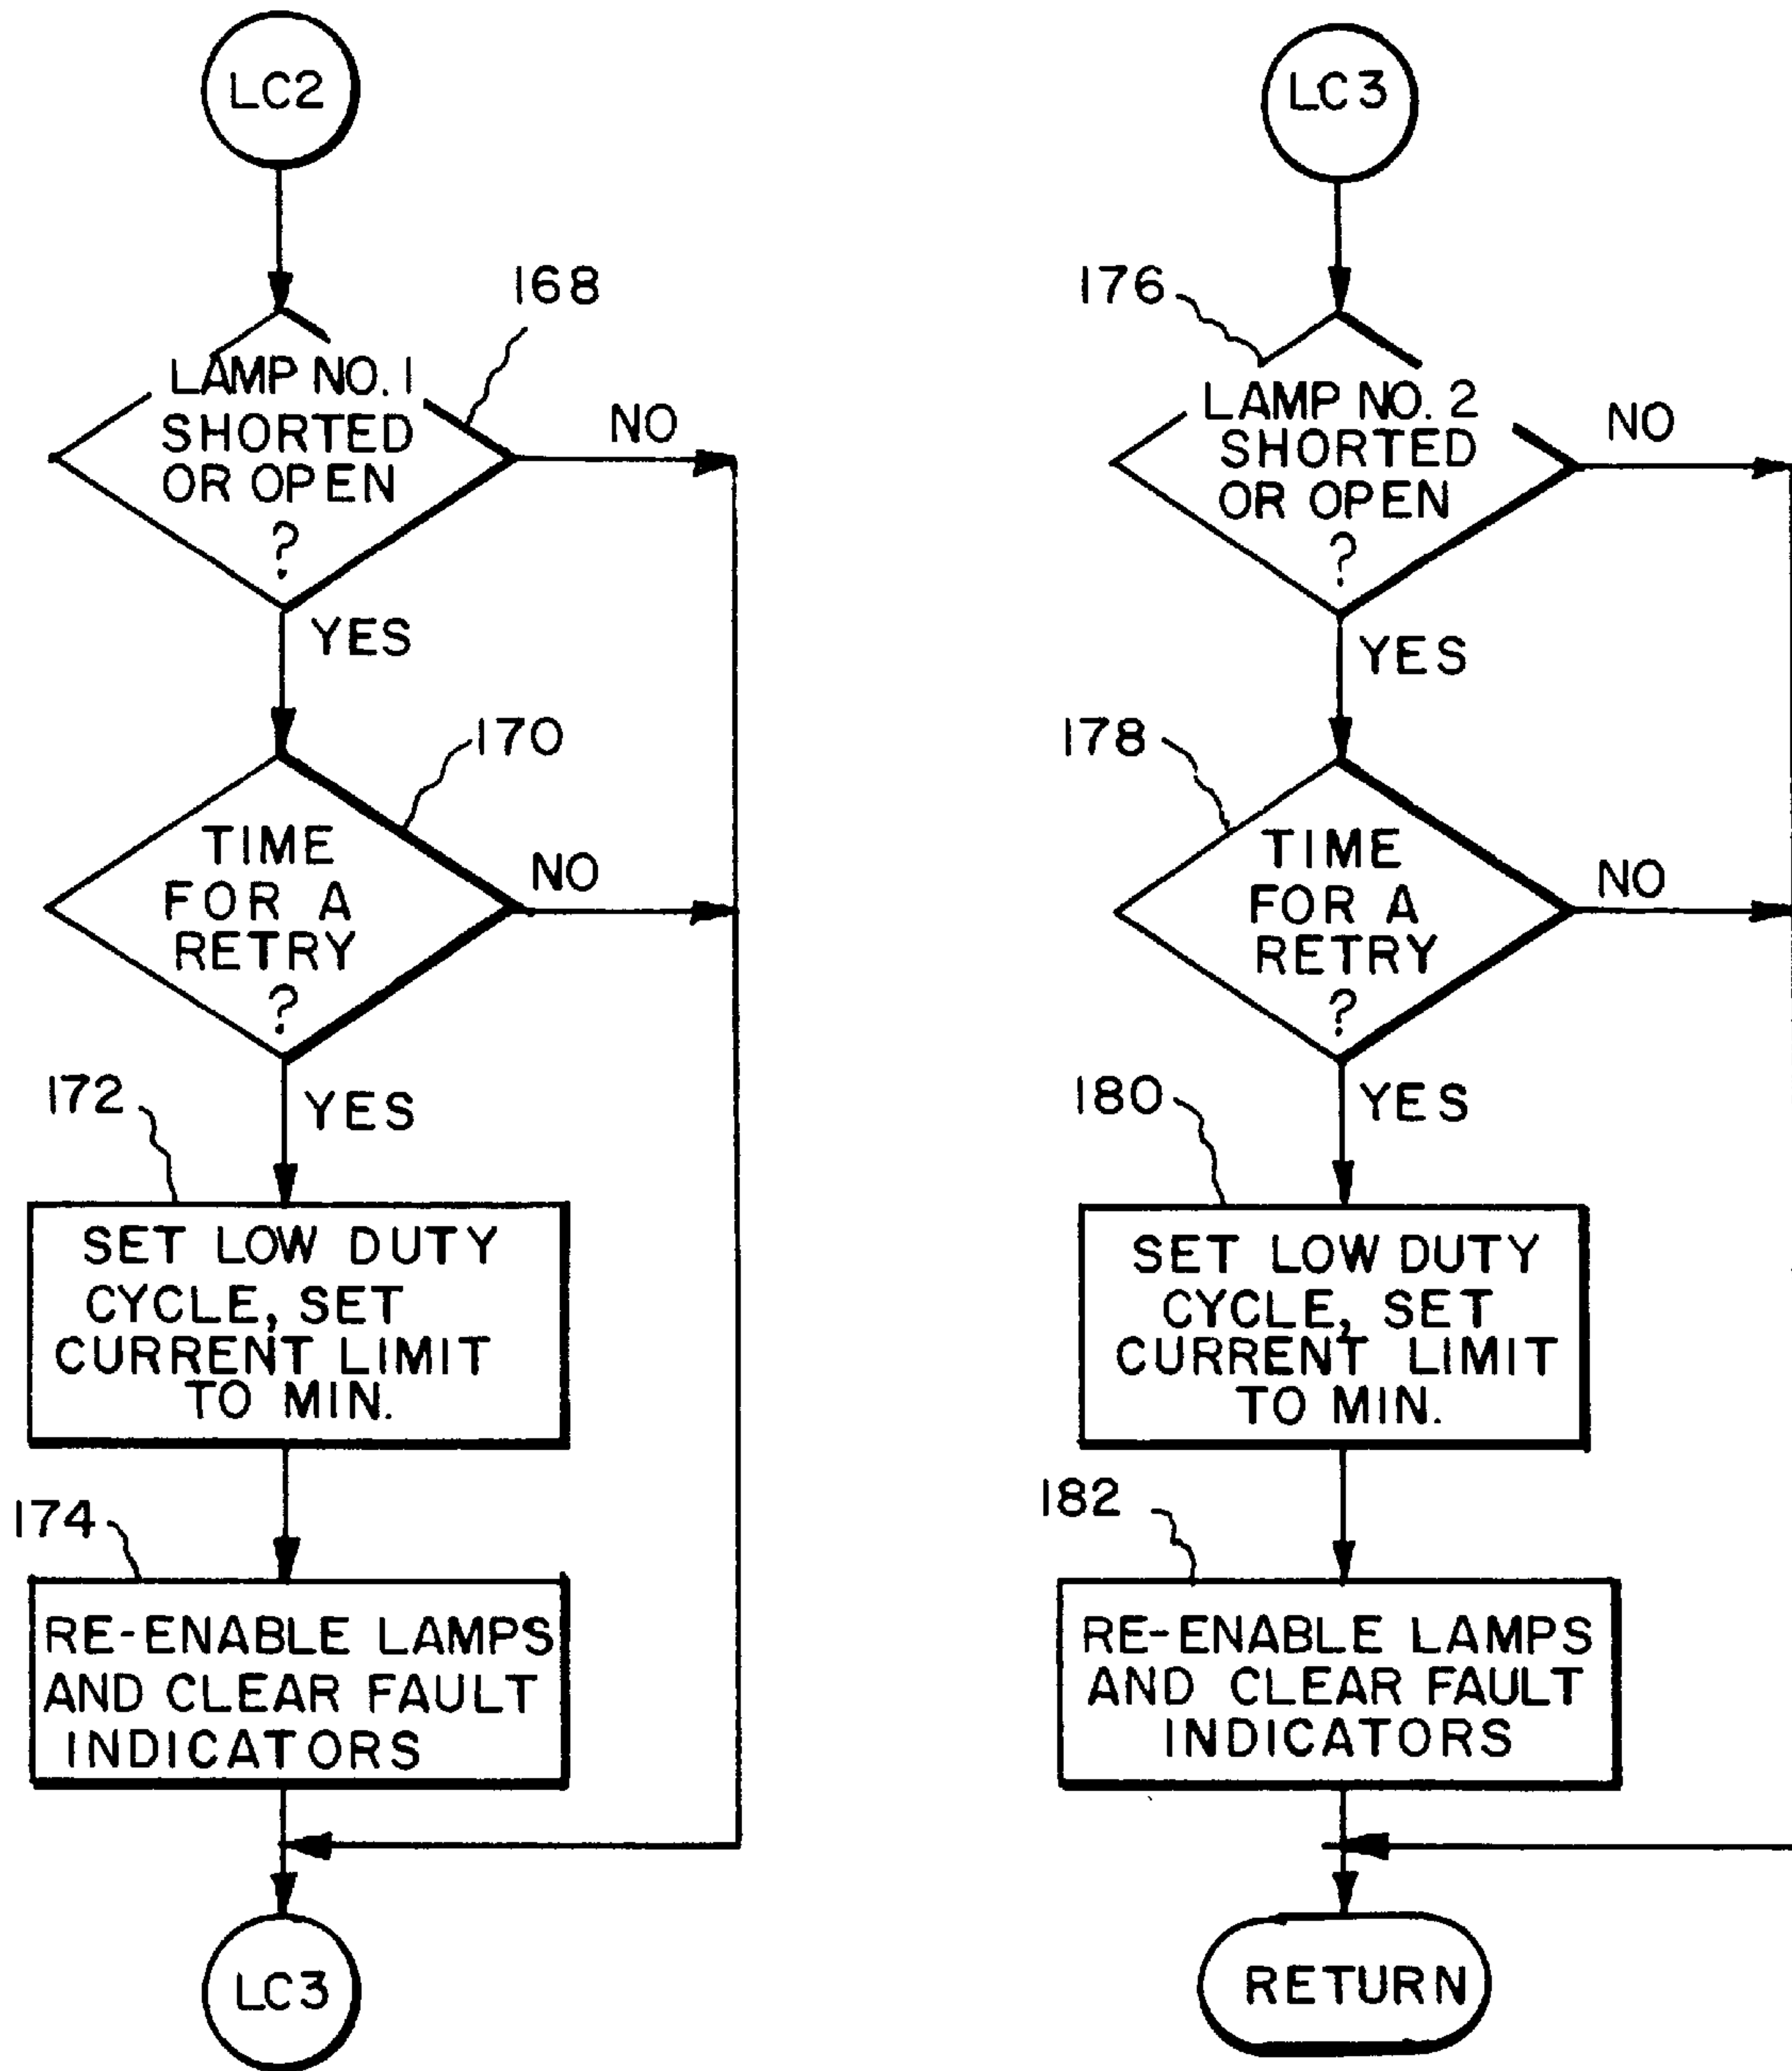 LC2
168
LAMP NO. 1
SHORTED
OR OPEN
?
NO
YES
170
TIME
FOR A
RETRY
?
NO
YES
172
SET LOW DUTY
CYCLE, SET
CURRENT LIMIT
TO MIN.
174
RE-ENABLE LAMPS
AND CLEAR FAULT
INDICATORS
LC3
LC3
176
LAMP NO. 2
SHORTED
OR OPEN
?
NO
YES
178
TIME
FOR A
RETRY
?
NO
YES
180
SET LOW DUTY
CYCLE, SET
CURRENT LIMIT
TO MIN.
182
RE-ENABLE LAMPS
AND CLEAR FAULT
INDICATORS
RETURN